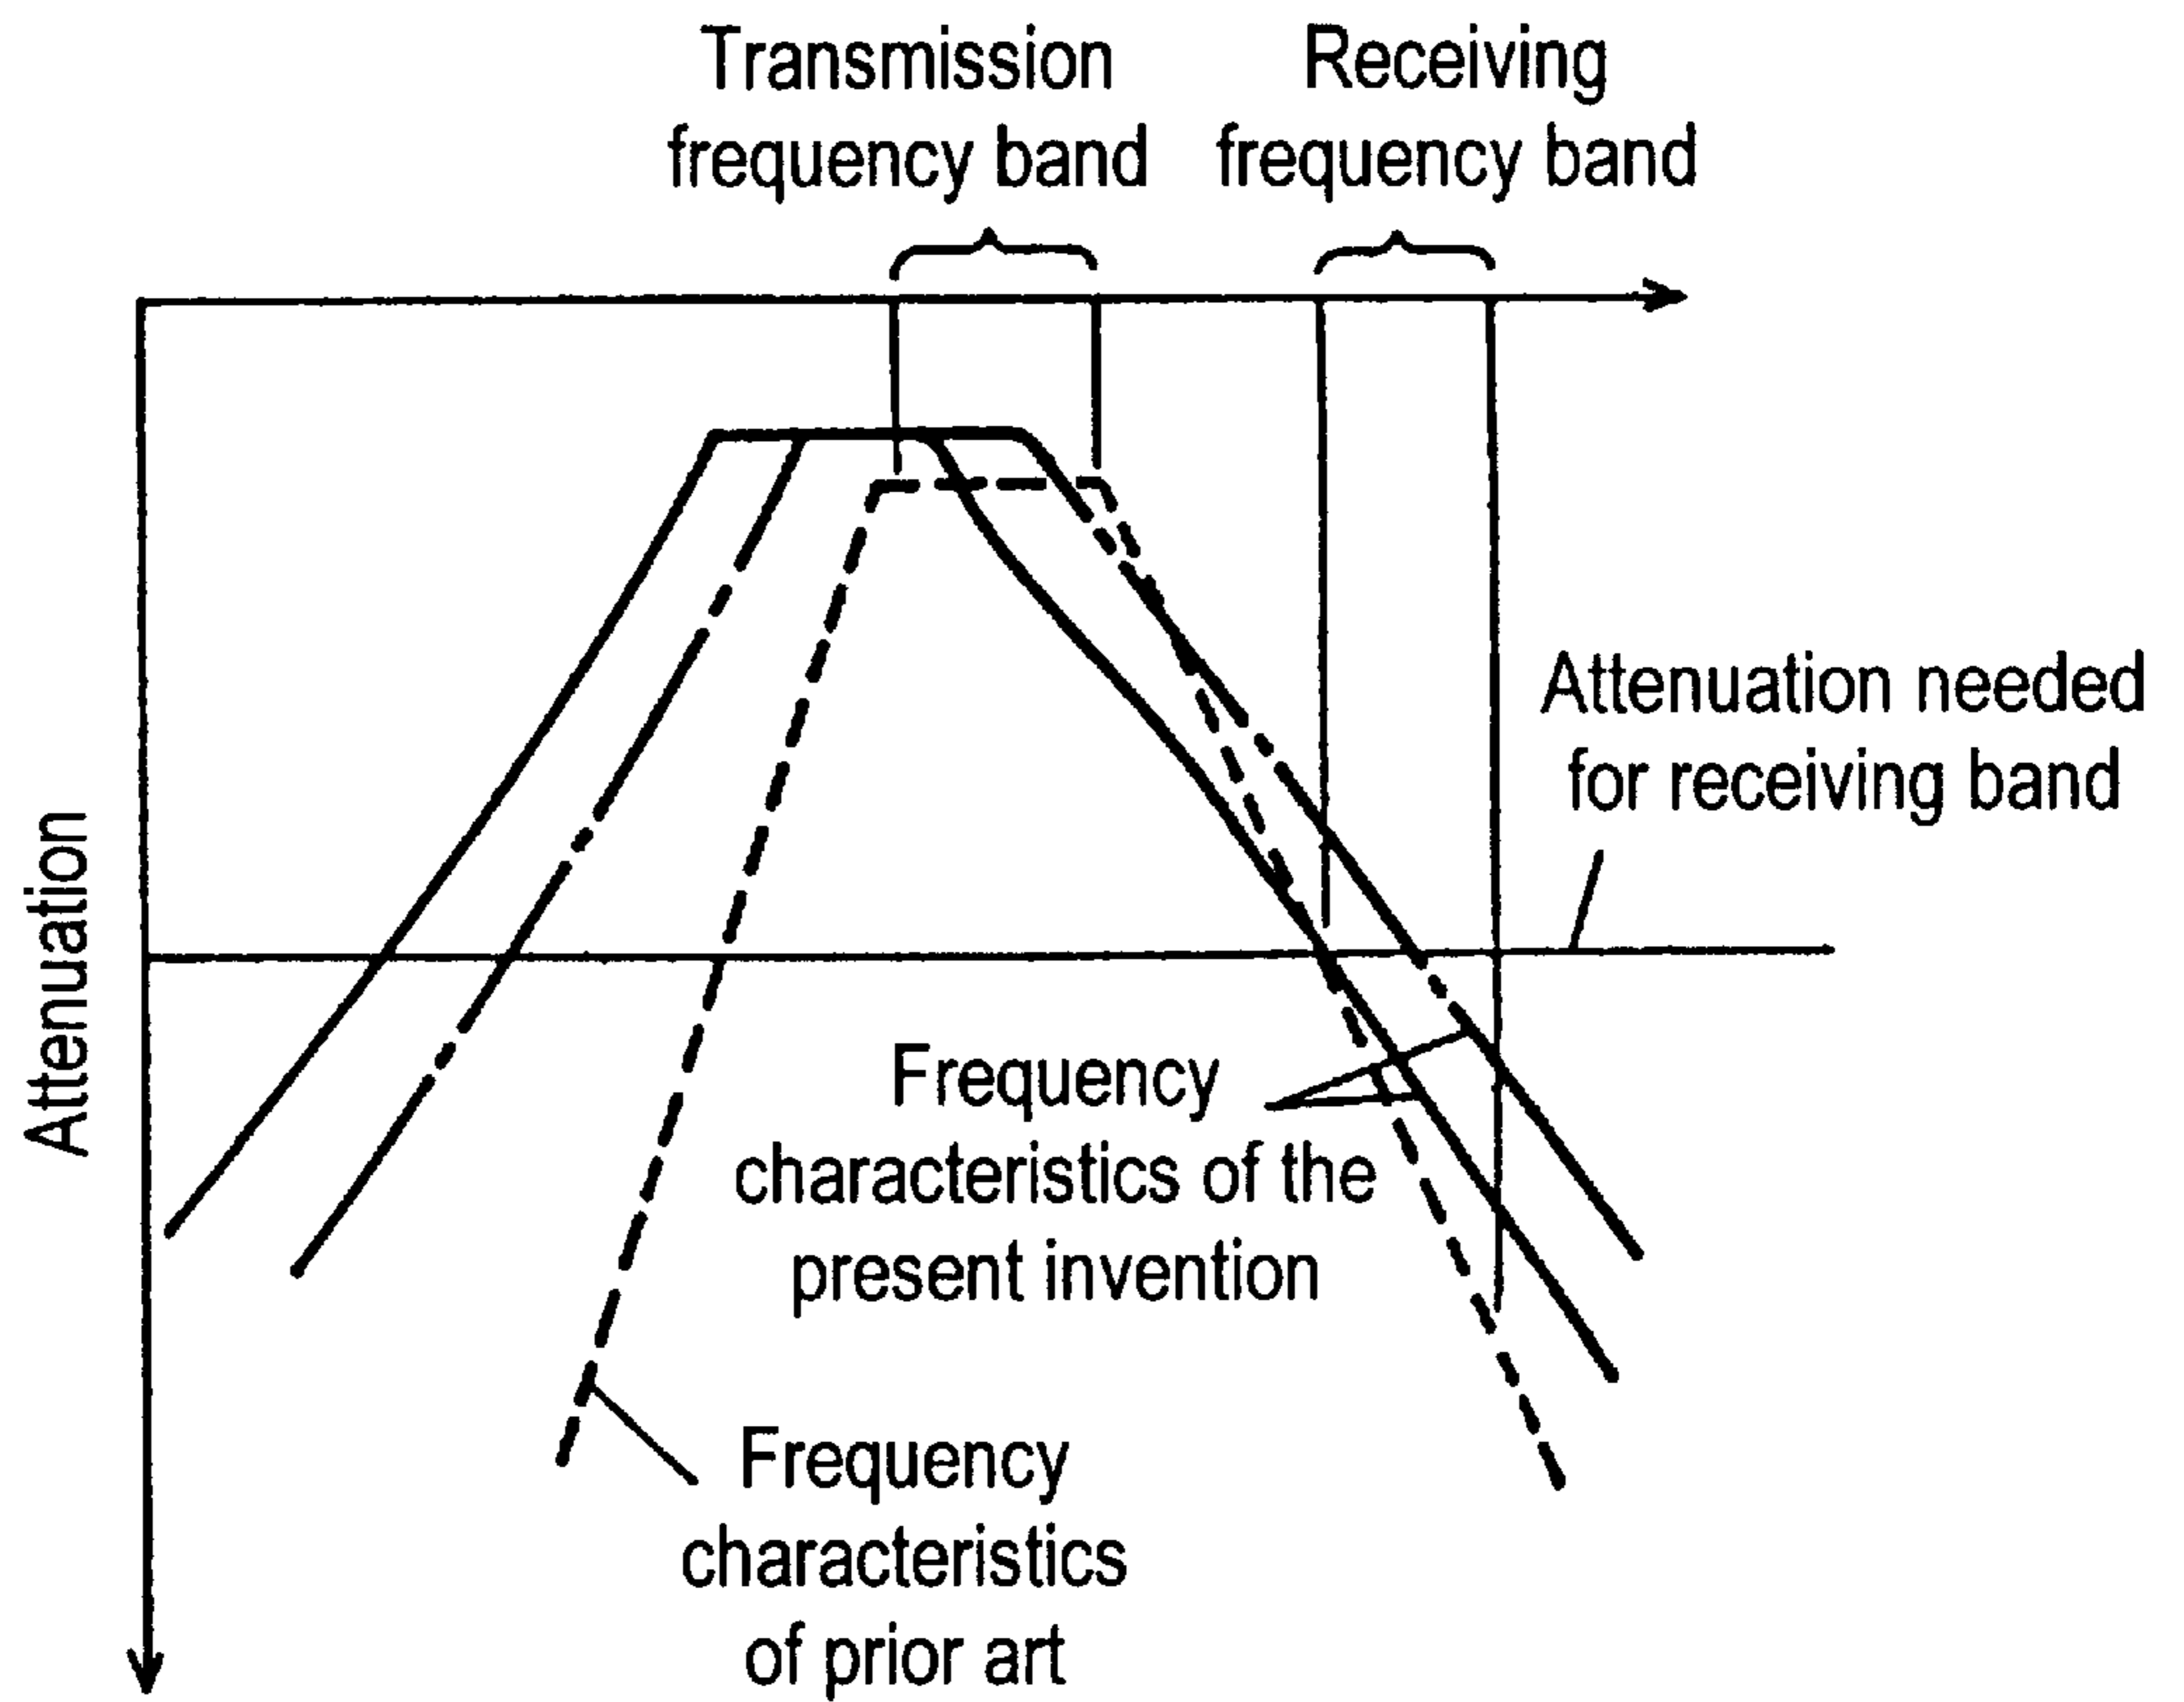 Transmission
frequency band
Receiving
frequency band
Attenuation needed
for receiving band
Attenuation
Frequency
characteristics of the
present invention
Frequency
characteristics
of prior art